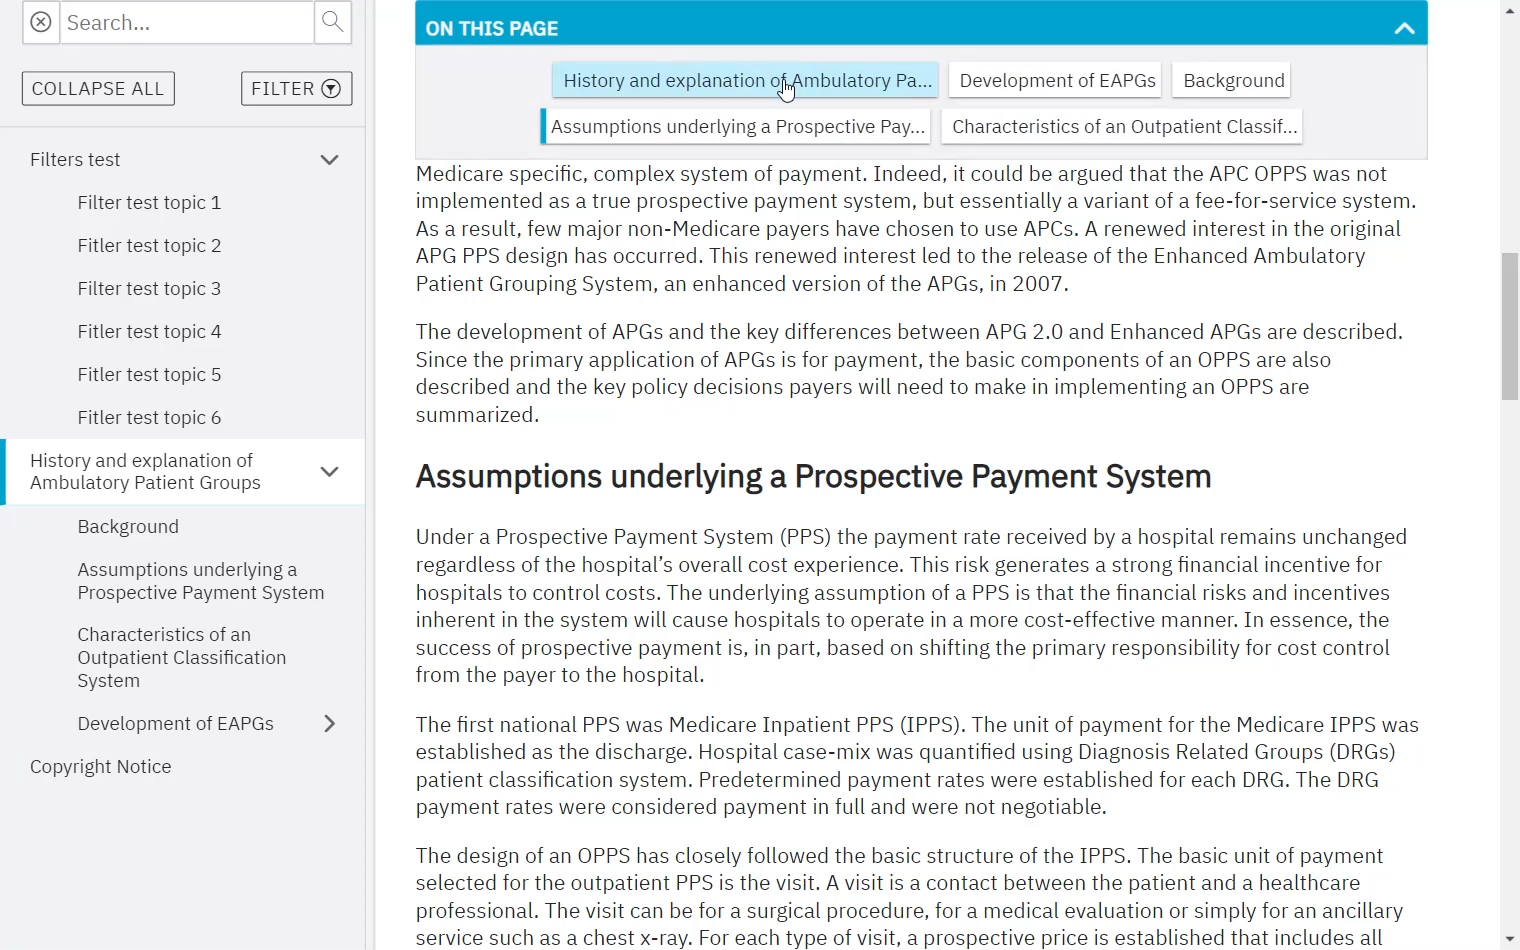 Search...
COLLAPSE ALL
FILTER
Filters test
Filter test topic 1
Fitler test topic 2
Filter test topic 3
Fitler test topic 4
Filter test topic 5
Fitler test topic 6
History and explanation of
Ambulatory Patient Groups
Background
Assumptions underlying a
Prospective Payment System
Characteristics of an
Outpatient Classification
System
Development of EAPGs
Copyright Notice
ON THIS PAGE
History and explanation of Ambulatory Pa...
Development of EAPGs
Background
Assumptions underlying a Prospective Pay...
Characteristics of an Outpatient Classif...
Medicare specific, complex system of payment. Indeed, it could be argued that the APC OPPS was not
implemented as a true prospective payment system, but essentially a variant of a fee-for-service system.
As a result, few major non-Medicare payers have chosen to use APCs. A renewed interest in the original
APG PPS design has occurred. This renewed interest led to the release of the Enhanced Ambulatory
Patient Grouping System, an enhanced version of the APGs, in 2007.
The development of APGs and the key differences between APG 2.0 and Enhanced APGs are described.
Since the primary application of APGs is for payment, the basic components of an OPPS are also
described and the key policy decisions payers will need to make in implementing an OPPS are
summarized.
Assumptions underlying a Prospective Payment System
Under a Prospective Payment System (PPS) the payment rate received by a hospital remains unchanged
regardless of the hospital’s overall cost experience. This risk generates a strong financial incentive for
hospitals to control costs. The underlying assumption of a PPS is that the financial risks and incentives
inherent in the system will cause hospitals to operate in a more cost-effective manner. In essence, the
success of prospective payment is, in part, based on shifting the primary responsibility for cost control
from the payer to the hospital.
The first national PPS was Medicare Inpatient PPS (IPPS). The unit of payment for the Medicare IPPS was
established as the discharge. Hospital case-mix was quantified using Diagnosis Related Groups (DRGs)
patient classification system. Predetermined payment rates were established for each DRG. The DRG
payment rates were considered payment in full and were not negotiable.
The design of an OPPS has closely followed the basic structure of the IPPS. The basic unit of payment
selected for the outpatient PPS is the visit. A visit is a contact between the patient and a healthcare
professional. The visit can be for a surgical procedure, for a medical evaluation or simply for an ancillary
service such as a chest x-ray. For each type of visit, a prospective price is established that includes all